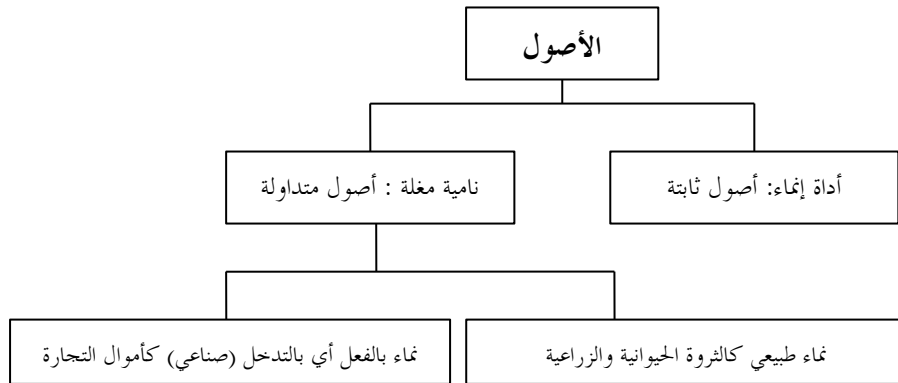 الأصول
أداة إنماء: أصول ثابتة
نامية مغلة : أصول متداولة
نماء طبيعي كالثروة الحيوانية والزراعية
نماء بالفعل أي بالتدخل (صناعي) كأموال التجارة